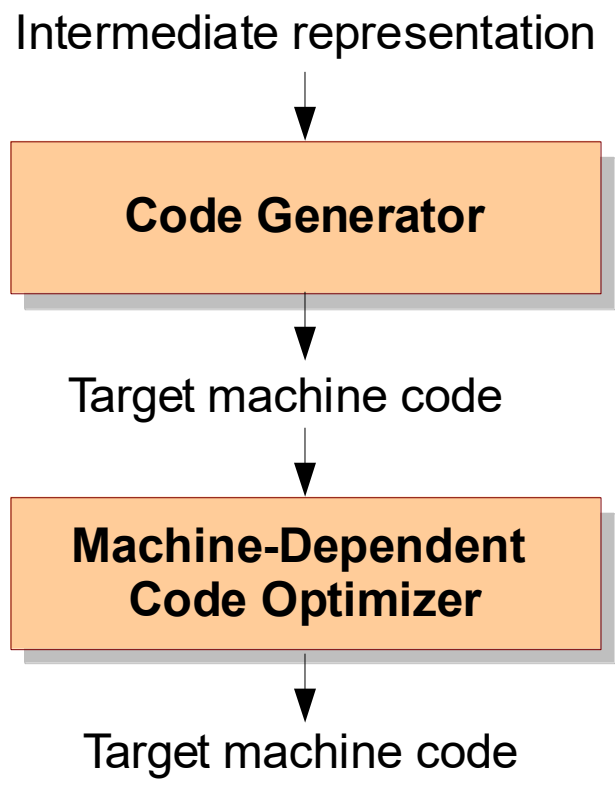 Intermediate representation
Code Generator
Target machine code
Machine-Dependent
Code Optimizer
Target machine code